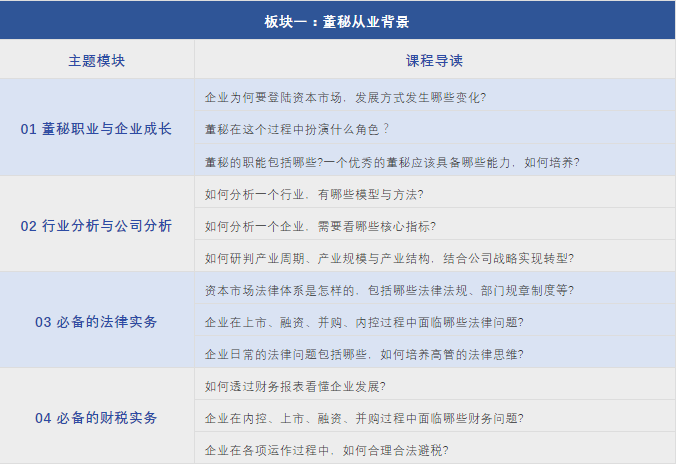 板块一：董秘从业背景
主题模块
课程导读
01 董秘职业与企业成长
企业为何要登陆资本市场，发展方式发生哪些变化?
董秘在这个过程中扮演什么角色？
董秘的职能包括哪些?一个优秀的董秘应该具备哪些能力，如何培养?
02 行业分析与公司分析
如何分析一个行业，有哪些模型与方法?
如何分析一个企业，需要看哪些核心指标?
如何研判产业周期、产业规模与产业结构，结合公司战略实现转型?
03 必备的法律实务
资本市场法律体系是怎样的，包括哪些法律法规、部门规章制度等?
企业在上市、融资、并购、内控过程中面临哪些法律问题?
企业日常的法律问题包括哪些，如何培养高管的法律思维?
04 必备的财税实务
如何透过财务报表看懂企业发展?
企业在内控、上市、融资、并购过程中面临哪些财务问题?
企业在各项运作过程中，如何合理合法避税?